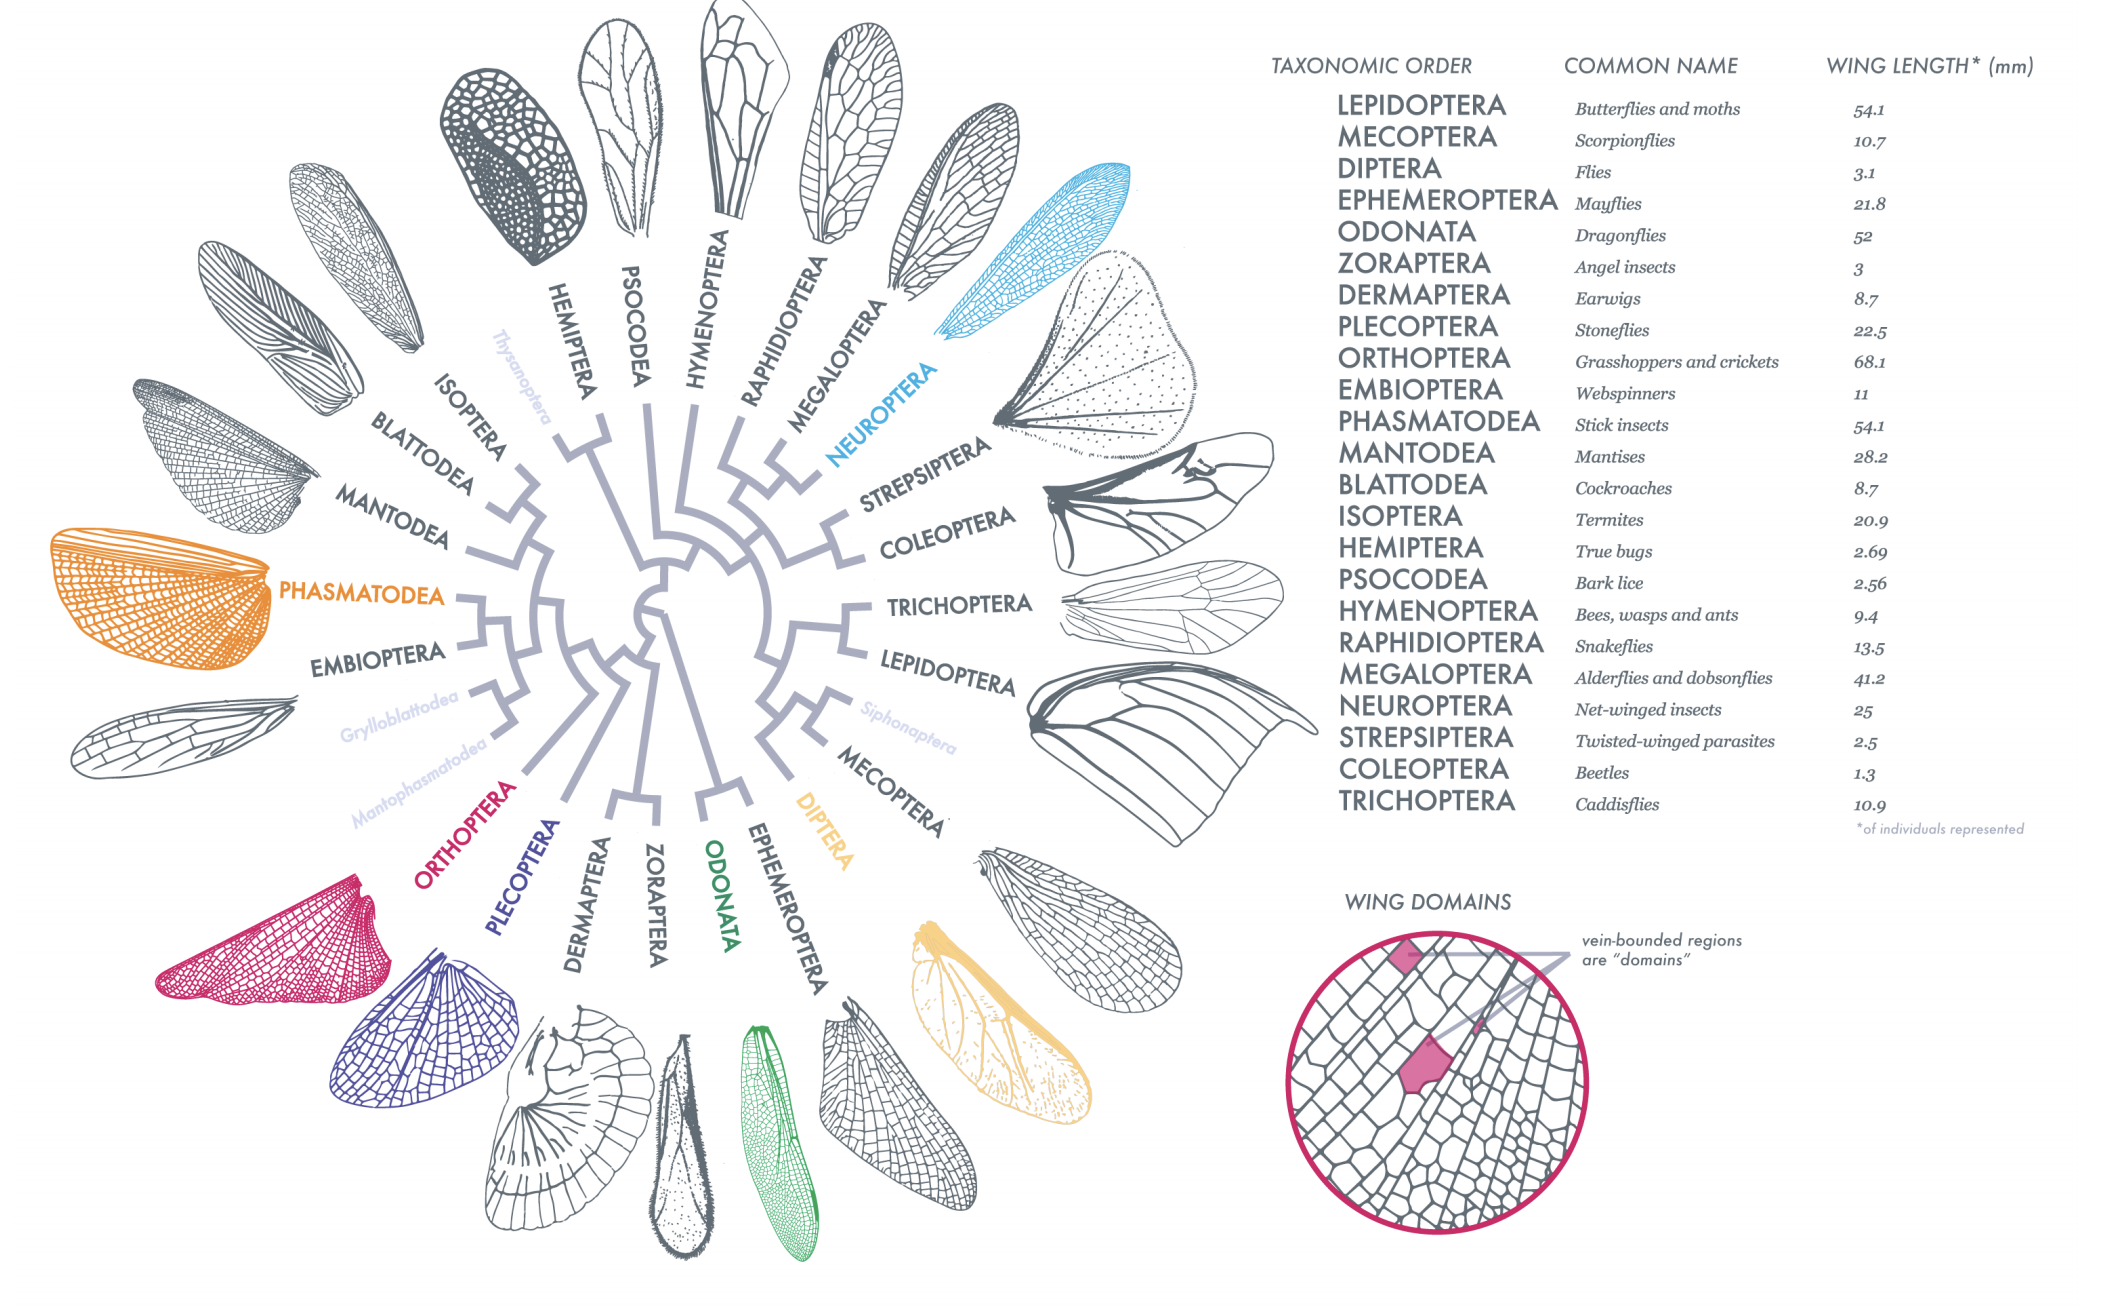 TAXONOMIC ORDER COMMON NAME WING LENGTH* (mm)
LEPIDOPTERA Butterflies and moths 54.1
MECOPTERA Scorpionflies 10.7
DIPTERA Flies 3.1
EPHEMEROPTERA Mayflies 21.8
ODONATA Dragonflies 52
ZORAPTERA Angel insects 3
DERMAPTERA Earwigs 8.7
PLECOPTERA Stoneflies 22.5
ORTHOPTERA Grasshoppers and crickets 68.1
EMBIOPTERA Webspinners 11
PHASMATODEA Stick insects 54.1
MANTODEA Mantises 28.2
BLATTODEA Cockroaches 8.7
ISOPTERA Termites 20.9
HEMIPTERA True bugs 2.69
PSOCODEA Bark lice 2.56
HYMENOPTERA Bees, wasps and ants 9.4
RAPHIDIOPTERA Snakeflies 13.5
MEGALOPTERA Alderflies and dobsonflies 41.2
NEUROPTERA Net-winged insects 25
STREPSIPTERA Twisted-winged parasites 2.5
COLEOPTERA Beetles 1.3
TRICHOPTERA Caddisflies 10.9
*of individuals represented
WING DOMAINS
vein-bounded regions
are "domains"
Thysanoptera
HEMIPTERA
PSOCODEA
HYMENOPTERA
RAPHIDIOPTERA
MEGALOPTERA
NEUROPTERA
STREPSIPTERA
COLEOPTERA
TRICHOPTERA
LEPIDOPTERA
Siphonaptera
MECOPTERA
DIPTERA
EPHEMEROPTERA
ODONATA
ZORAPTERA
DERMAPTERA
PLECOPTERA
ORTHOPTERA
Mantophasmatodea
Grylloblattodea
EMBIOPTERA
PHASMATODEA
MANTODEA
BLATTODEA
ISOPTERA